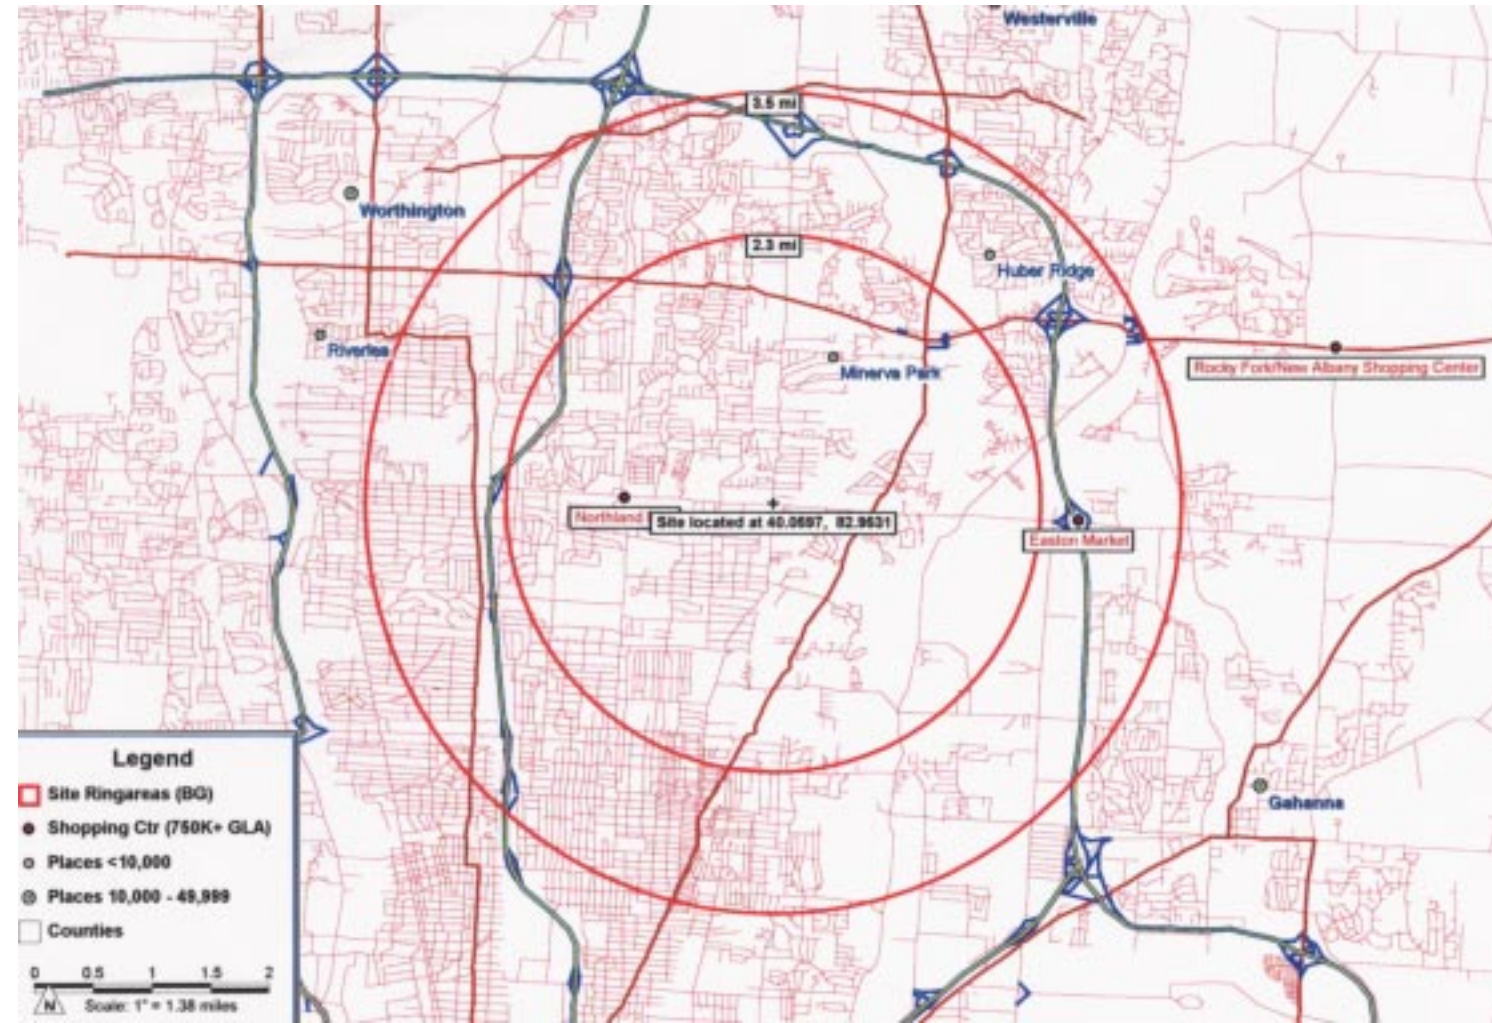 Westerville
3.5 mi
Worthington
2.3 mi
Huber Ridge
Riverlea
Minerva Park
Rocky Fork/New Albany Shopping Center
Northland
Site located at 40.0597, 82.9531
Easton Market
Gahanna
Legend
Site Ringareas (BG)
Shopping Ctr (750K+ GLA)
Places <10,000
Places 10,000 - 49,999
Counties
0 0.5 1 1.5 2
N Scale: 1" = 1.38 miles